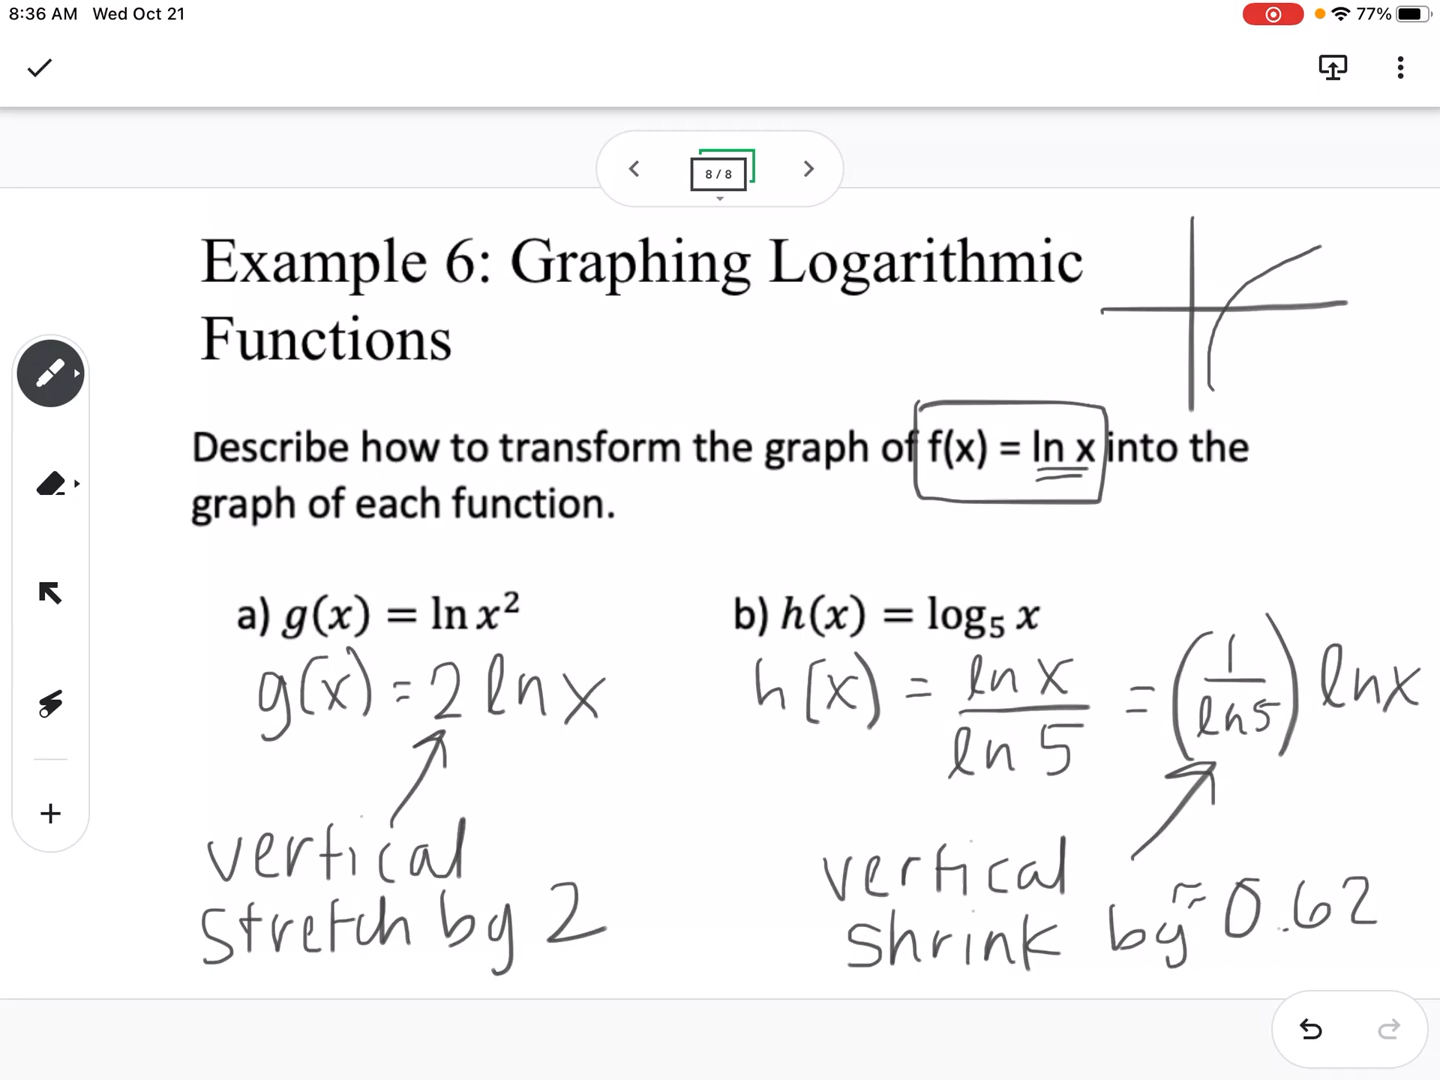 8:36 AM Wed Oct 21
77%
8 / 8
Example 6: Graphing Logarithmic
Functions
Describe how to transform the graph of f(x) = ln x into the
graph of each function.
a) g(x) = ln x²
g(x) = 2 ln x
vertical
stretch by 2
b) h(x) = log₅ x
h(x) = ln x / ln 5 = (1 / ln 5) ln x
vertical
shrink by ≈ 0.62